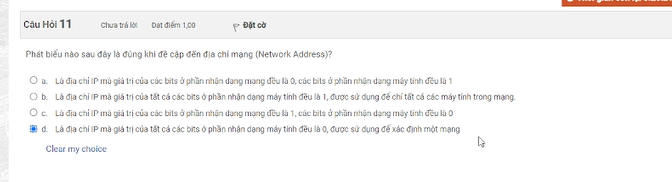 Câu Hỏi 11 Chưa trả lời Đạt điểm 1,00 Đặt cờ
Phát biểu nào sau đây là đúng khi đề cập đến địa chỉ mạng (Network Address)?
a. Là địa chỉ IP mà giá trị của các bits ở phần nhận dạng mạng đều là 0, các bits ở phần nhận dạng máy tính đều là 1
b. Là địa chỉ IP mà giá trị của tất cả các bits ở phần nhận dạng máy tính đều là 1, được sử dụng để chỉ tất cả các máy tính trong mạng.
c. Là địa chỉ IP mà giá trị của các bits ở phần nhận dạng mạng đều là 1, các bits ở phần nhận dạng máy tính đều là 0
d. Là địa chỉ IP mà giá trị của tất cả các bits ở phần nhận dạng máy tính đều là 0, được sử dụng để xác định một mạng
Clear my choice